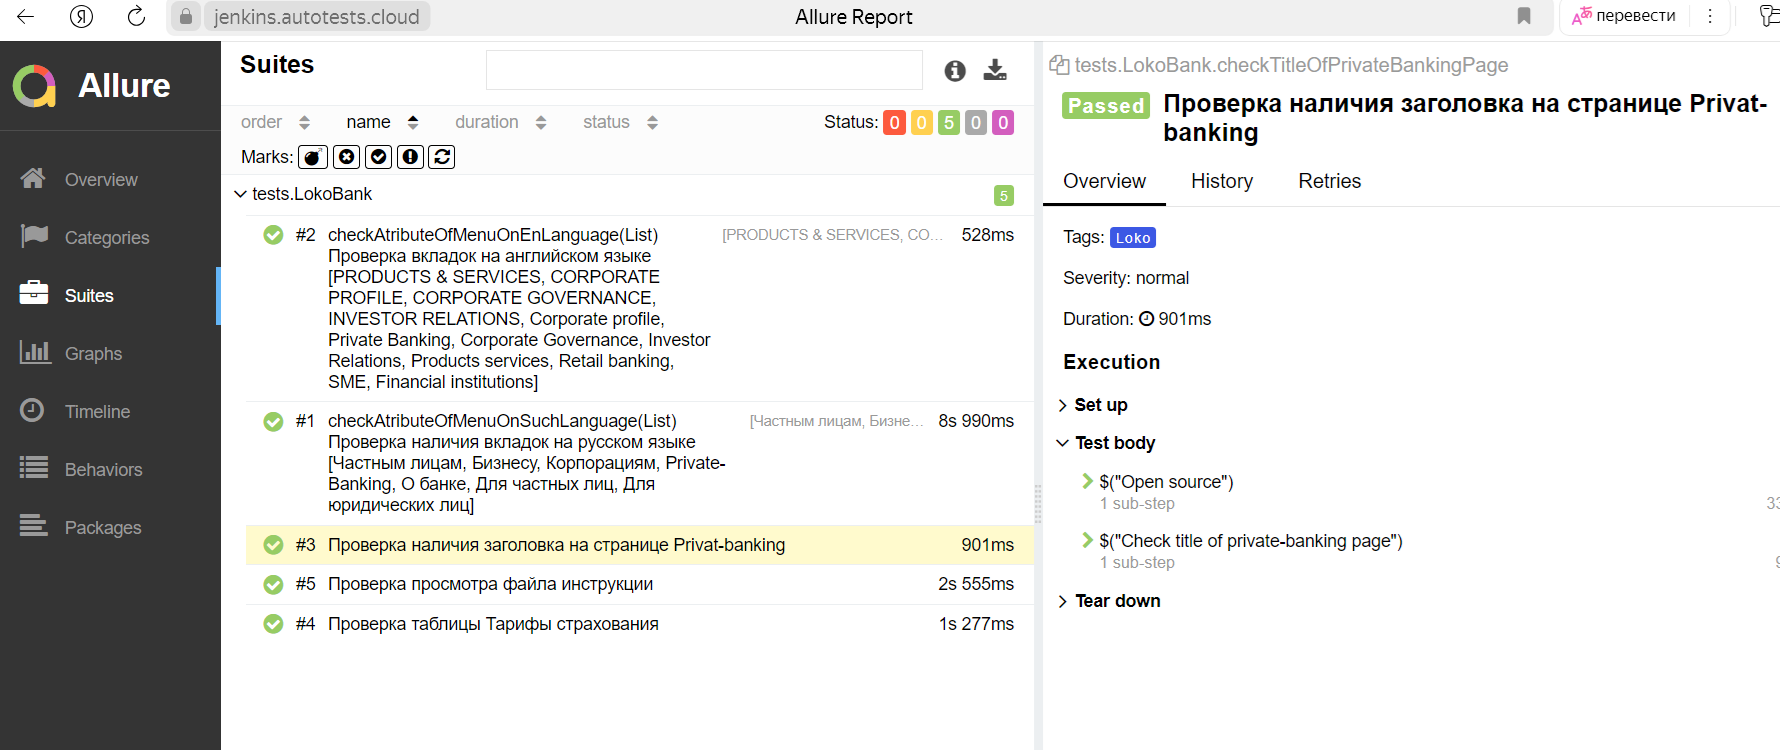 jenkins.autotests.cloud
Allure Report
перевести
Allure
Overview
Categories
Suites
Graphs
Timeline
Behaviors
Packages
Suites
order name duration status Status: 0 0 5 0 0
Marks:
tests.LokoBank 5
#2 checkAtributeOfMenuOnEnLanguage(List) [PRODUCTS & SERVICES, CO... 528ms
Проверка вкладок на английском языке
[PRODUCTS & SERVICES, CORPORATE
PROFILE, CORPORATE GOVERNANCE,
INVESTOR RELATIONS, Corporate profile,
Private Banking, Corporate Governance, Investor
Relations, Products services, Retail banking,
SME, Financial institutions]
#1 checkAtributeOfMenuOnSuchLanguage(List) [Частным лицам, Бизне... 8s 990ms
Проверка наличия вкладок на русском языке
[Частным лицам, Бизнесу, Корпорациям, Private-
Banking, О банке, Для частных лиц, Для
юридических лиц]
#3 Проверка наличия заголовка на странице Privat-banking 901ms
#5 Проверка просмотра файла инструкции 2s 555ms
#4 Проверка таблицы Тарифы страхования 1s 277ms
tests.LokoBank.checkTitleOfPrivateBankingPage
Passed Проверка наличия заголовка на странице Privat-
banking
Overview History Retries
Tags: Loko
Severity: normal
Duration: 901ms
Execution
Set up
Test body
$("Open source")
1 sub-step
$("Check title of private-banking page")
1 sub-step
Tear down